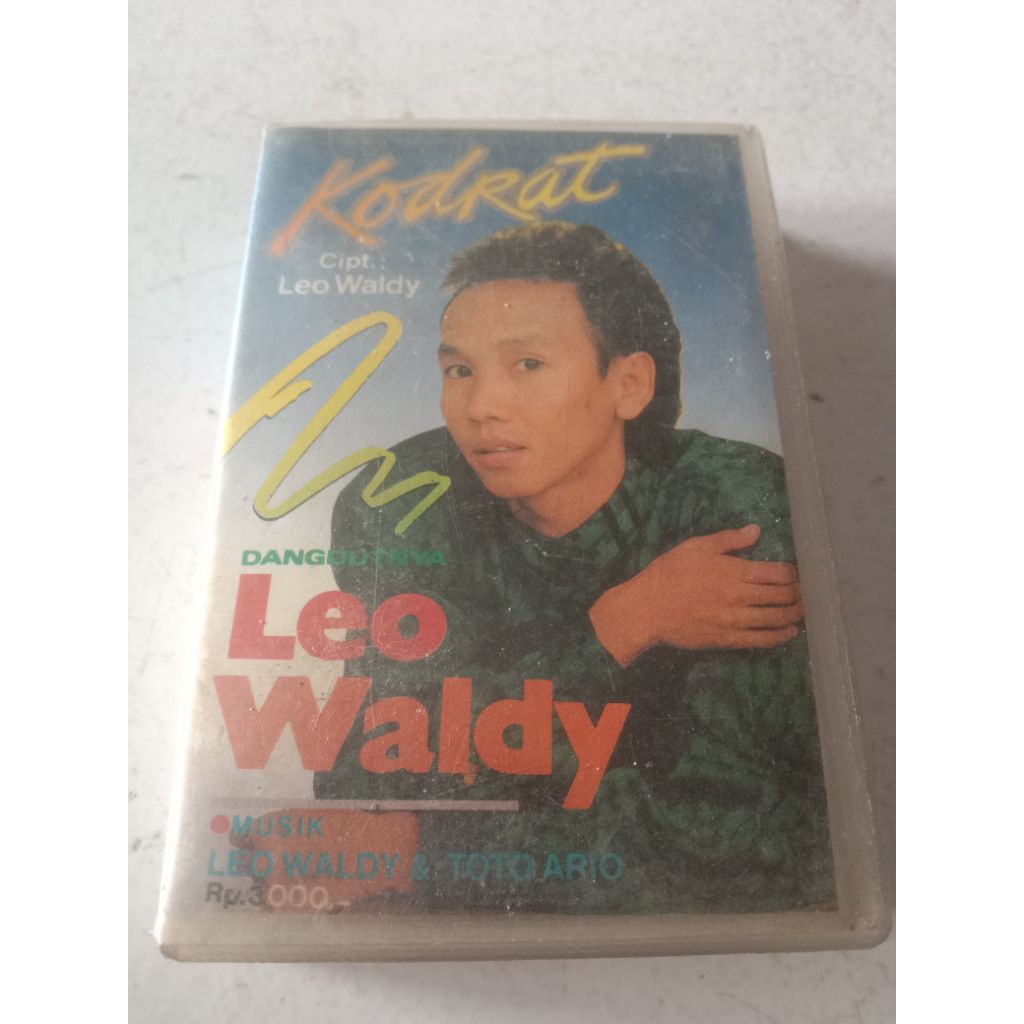 Kodrat
Cipt. :
Leo Waldy
DANGDUTNYA
Leo
Waldy
MUSIK :
LEO WALDY & TOTO ARIO
Rp.3000.-